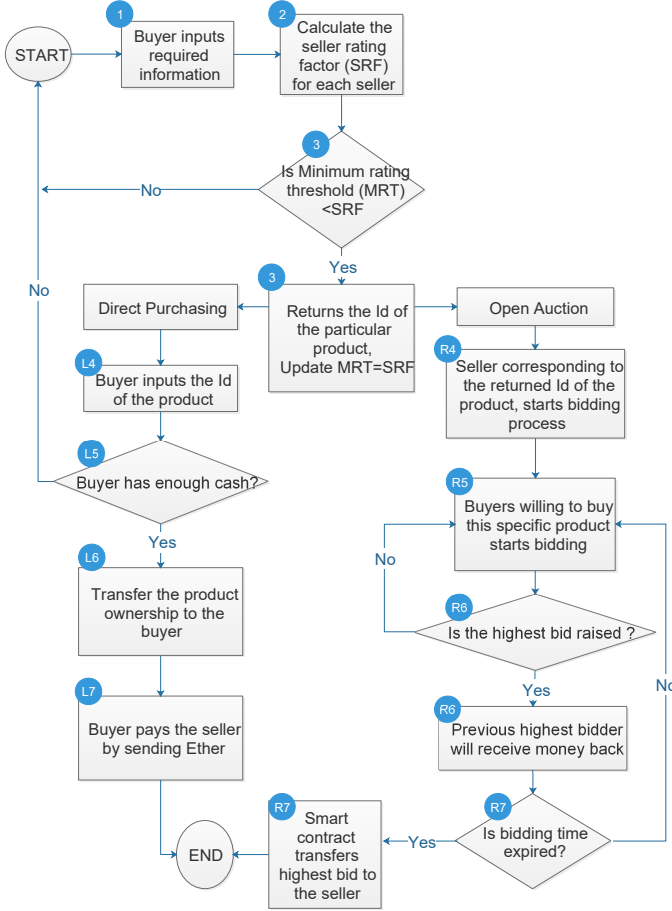 START
1
Buyer inputs
required
information
2
Calculate the
seller rating
factor (SRF)
for each seller
3
Is Minimum rating
threshold (MRT)
<SRF
No
Yes
No
3
Returns the Id of
the particular
product,
Update MRT=SRF
Direct Purchasing
L4
Buyer inputs the Id
of the product
L5
Buyer has enough cash?
Yes
L6
Transfer the product
ownership to the
buyer
L7
Buyer pays the seller
by sending Ether
Open Auction
R4
Seller corresponding to
the returned Id of the
product, starts bidding
process
R5
Buyers willing to buy
this specific product
starts bidding
No
R6
Is the highest bid raised ?
Yes
No
R6
Previous highest bidder
will receive money back
R7
Is bidding time
expired?
Yes
R7
Smart
contract
transfers
highest bid to
the seller
END